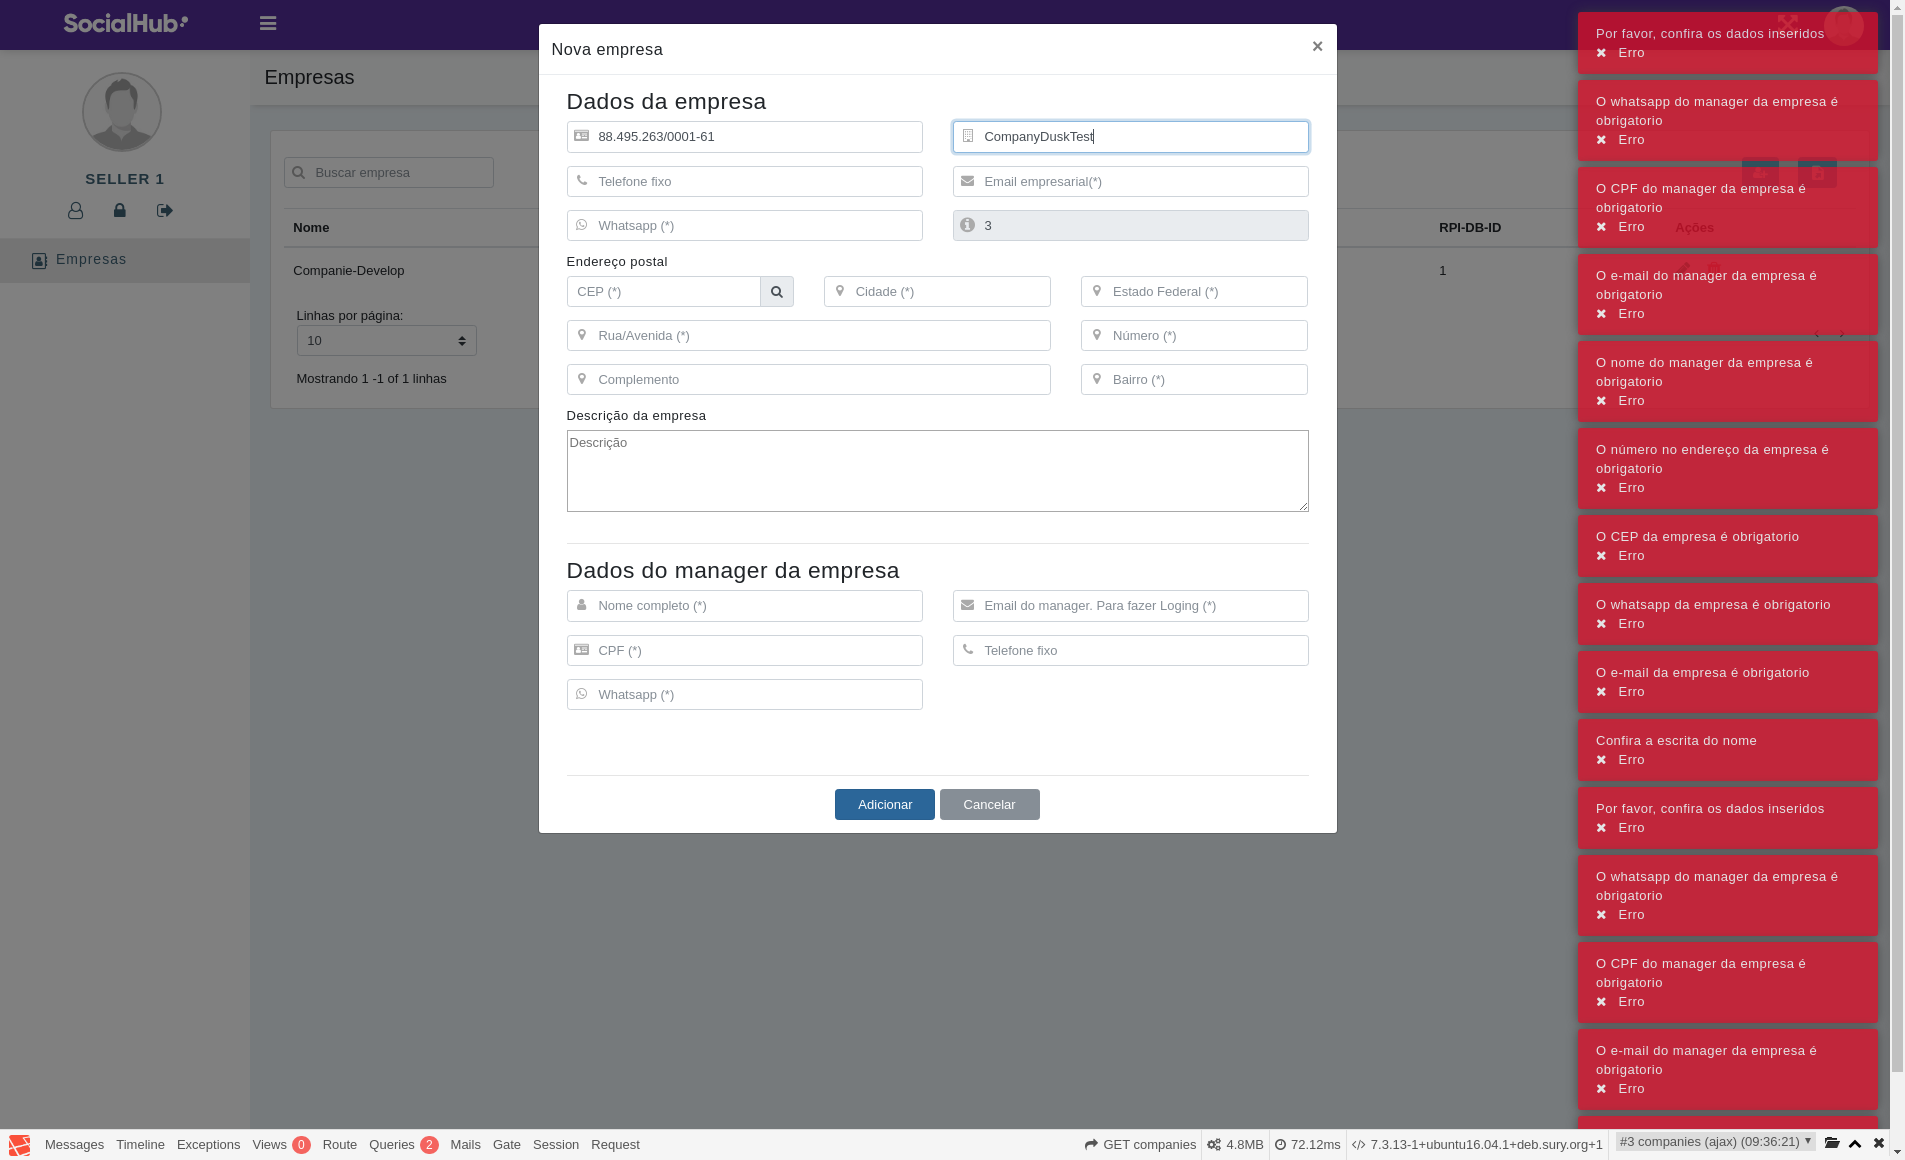 SocialHub
Empresas
SELLER 1
Empresas
Buscar empresa
Nome
RPI-DB-ID
Ações
Companie-Develop
1
Linhas por página:
10
Mostrando 1 -1 of 1 linhas
Nova empresa
×
Dados da empresa
88.495.263/0001-61
CompanyDuskTest
Telefone fixo
Email empresarial(*)
Whatsapp (*)
3
Endereço postal
CEP (*)
Cidade (*)
Estado Federal (*)
Rua/Avenida (*)
Número (*)
Complemento
Bairro (*)
Descrição da empresa
Descrição
Dados do manager da empresa
Nome completo (*)
Email do manager. Para fazer Loging (*)
CPF (*)
Telefone fixo
Whatsapp (*)
Adicionar
Cancelar
Por favor, confira os dados inseridos
Erro
O whatsapp do manager da empresa é
obrigatorio
Erro
O CPF do manager da empresa é
obrigatorio
Erro
O e-mail do manager da empresa é
obrigatorio
Erro
O nome do manager da empresa é
obrigatorio
Erro
O número no endereço da empresa é
obrigatorio
Erro
O CEP da empresa é obrigatorio
Erro
O whatsapp da empresa é obrigatorio
Erro
O e-mail da empresa é obrigatorio
Erro
Confira a escrita do nome
Erro
Por favor, confira os dados inseridos
Erro
O whatsapp do manager da empresa é
obrigatorio
Erro
O CPF do manager da empresa é
obrigatorio
Erro
O e-mail do manager da empresa é
obrigatorio
Erro
Messages Timeline Exceptions Views 0 Route Queries 2 Mails Gate Session Request
GET companies 4.8MB 72.12ms 7.3.13-1+ubuntu16.04.1+deb.sury.org+1 #3 companies (ajax) (09:36:21)